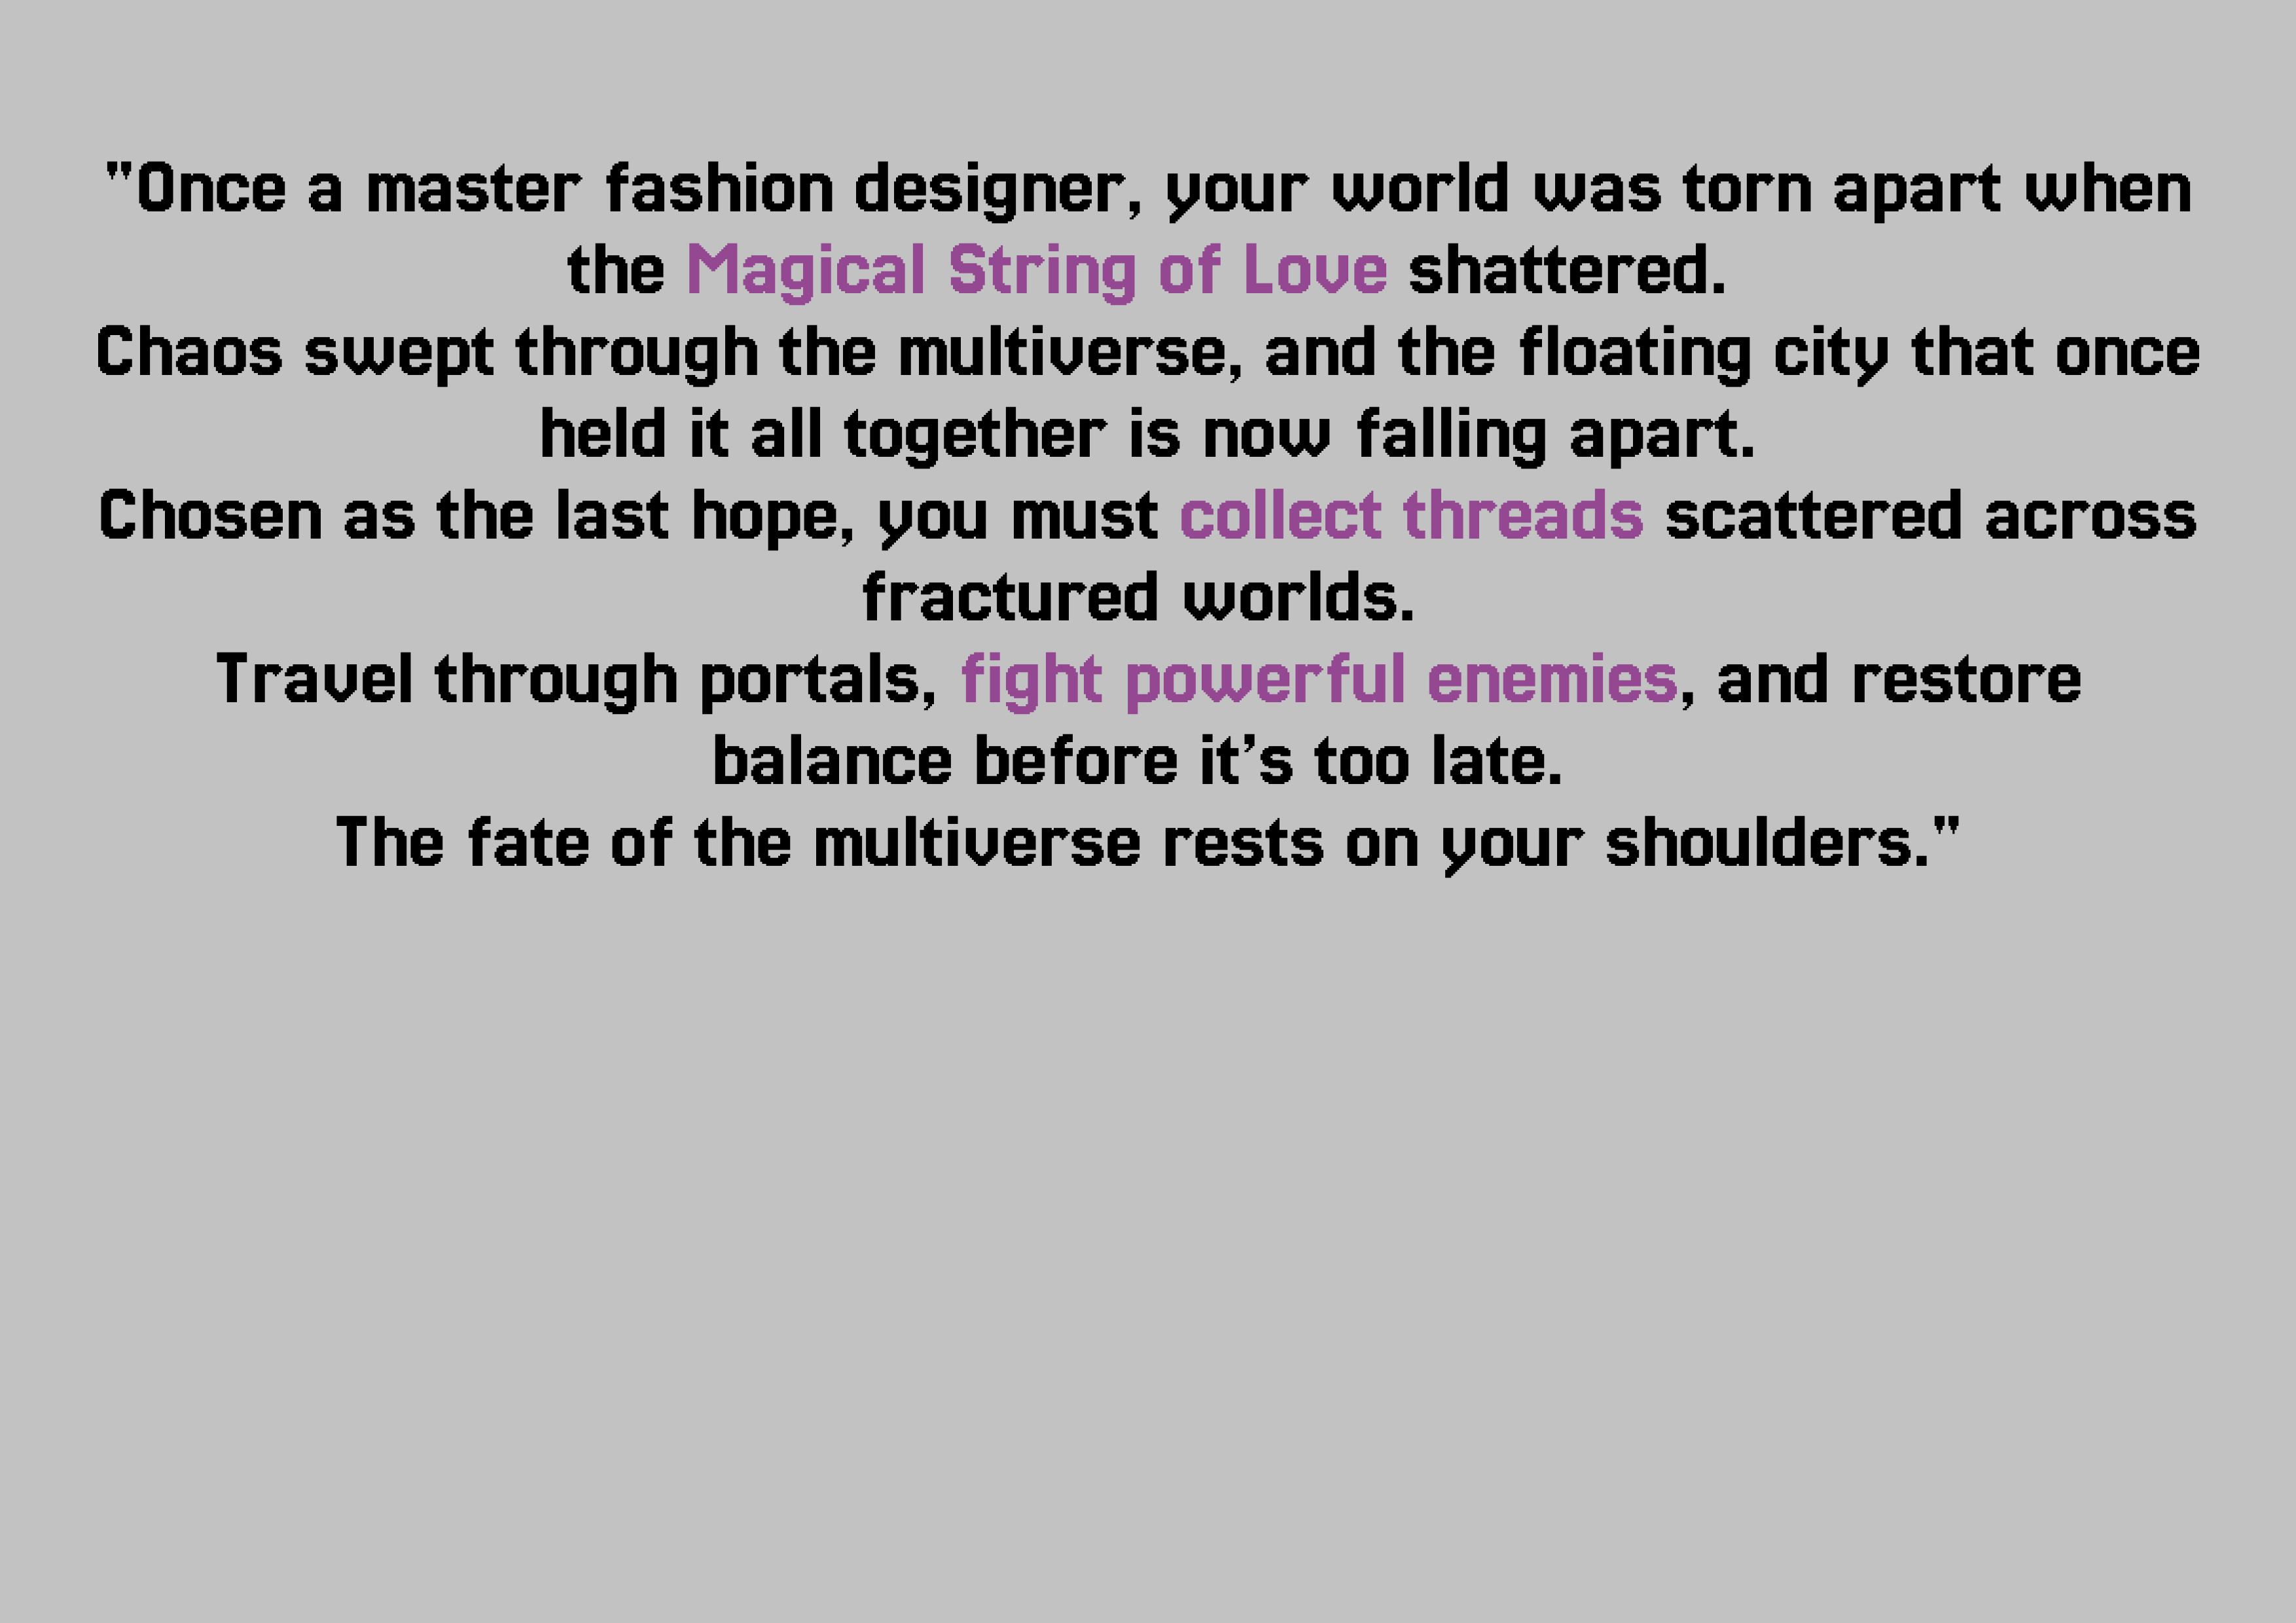 "Once a master fashion designer, your world was torn apart when
the Magical String of Love shattered.
Chaos swept through the multiverse, and the floating city that once
held it all together is now falling apart.
Chosen as the last hope, you must collect threads scattered across
fractured worlds.
Travel through portals, fight powerful enemies, and restore
balance before it’s too late.
The fate of the multiverse rests on your shoulders."